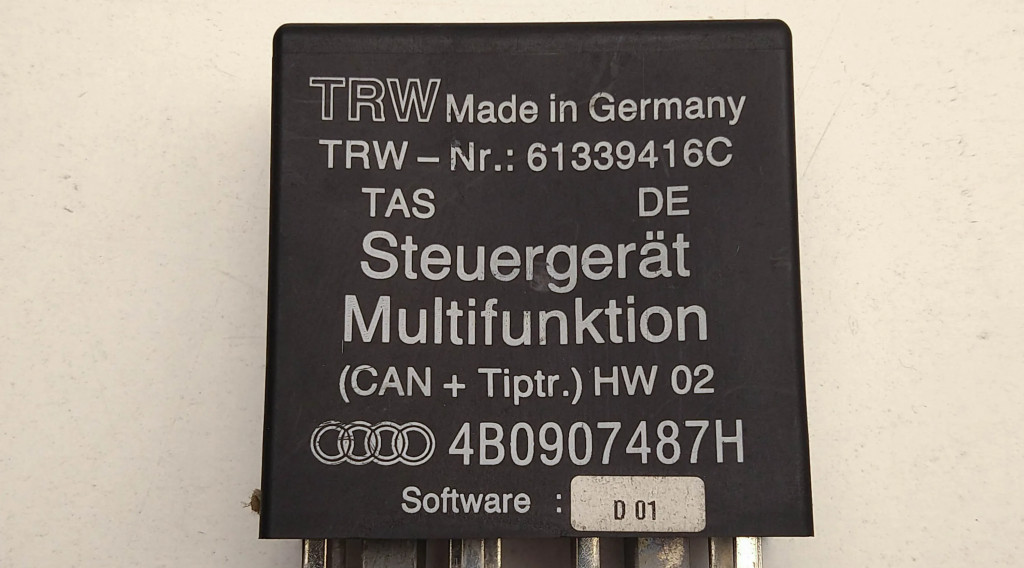 TRW Made in Germany
TRW – Nr.: 61339416C
TAS DE
Steuergerät
Multifunktion
(CAN + Tiptr.) HW 02
4B0907487H
Software : D 01